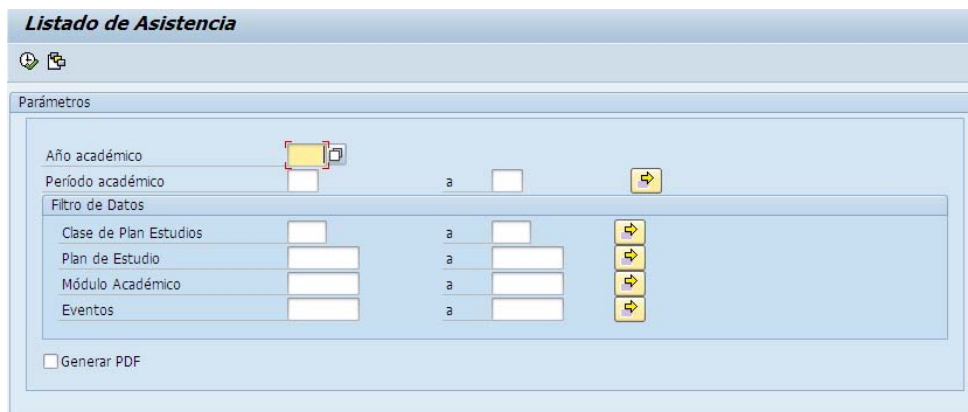 Listado de Asistencia
Parámetros
Año académico
Período académico a
Filtro de Datos
Clase de Plan Estudios a
Plan de Estudio a
Módulo Académico a
Eventos a
Generar PDF